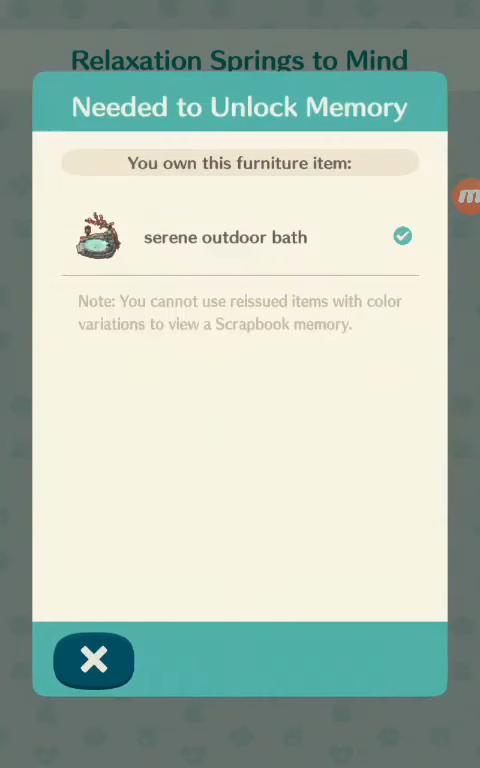 Relaxation Springs to Mind
Needed to Unlock Memory
You own this furniture item:
serene outdoor bath
Note: You cannot use reissued items with color
variations to view a Scrapbook memory.